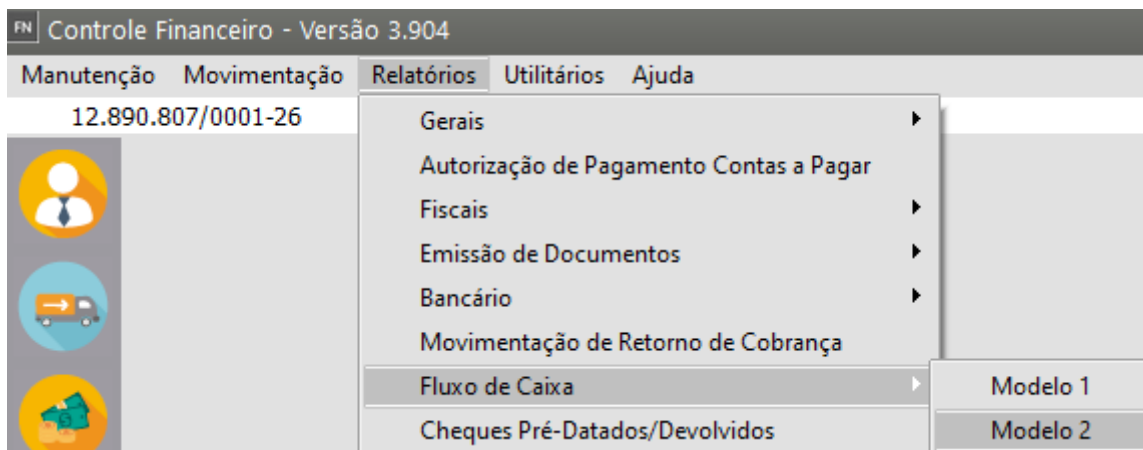 FN Controle Financeiro - Versão 3.904
Manutenção Movimentação Relatórios Utilitários Ajuda
12.890.807/0001-26
Gerais
Autorização de Pagamento Contas a Pagar
Fiscais
Emissão de Documentos
Bancário
Movimentação de Retorno de Cobrança
Fluxo de Caixa Modelo 1
Cheques Pré-Datados/Devolvidos Modelo 2